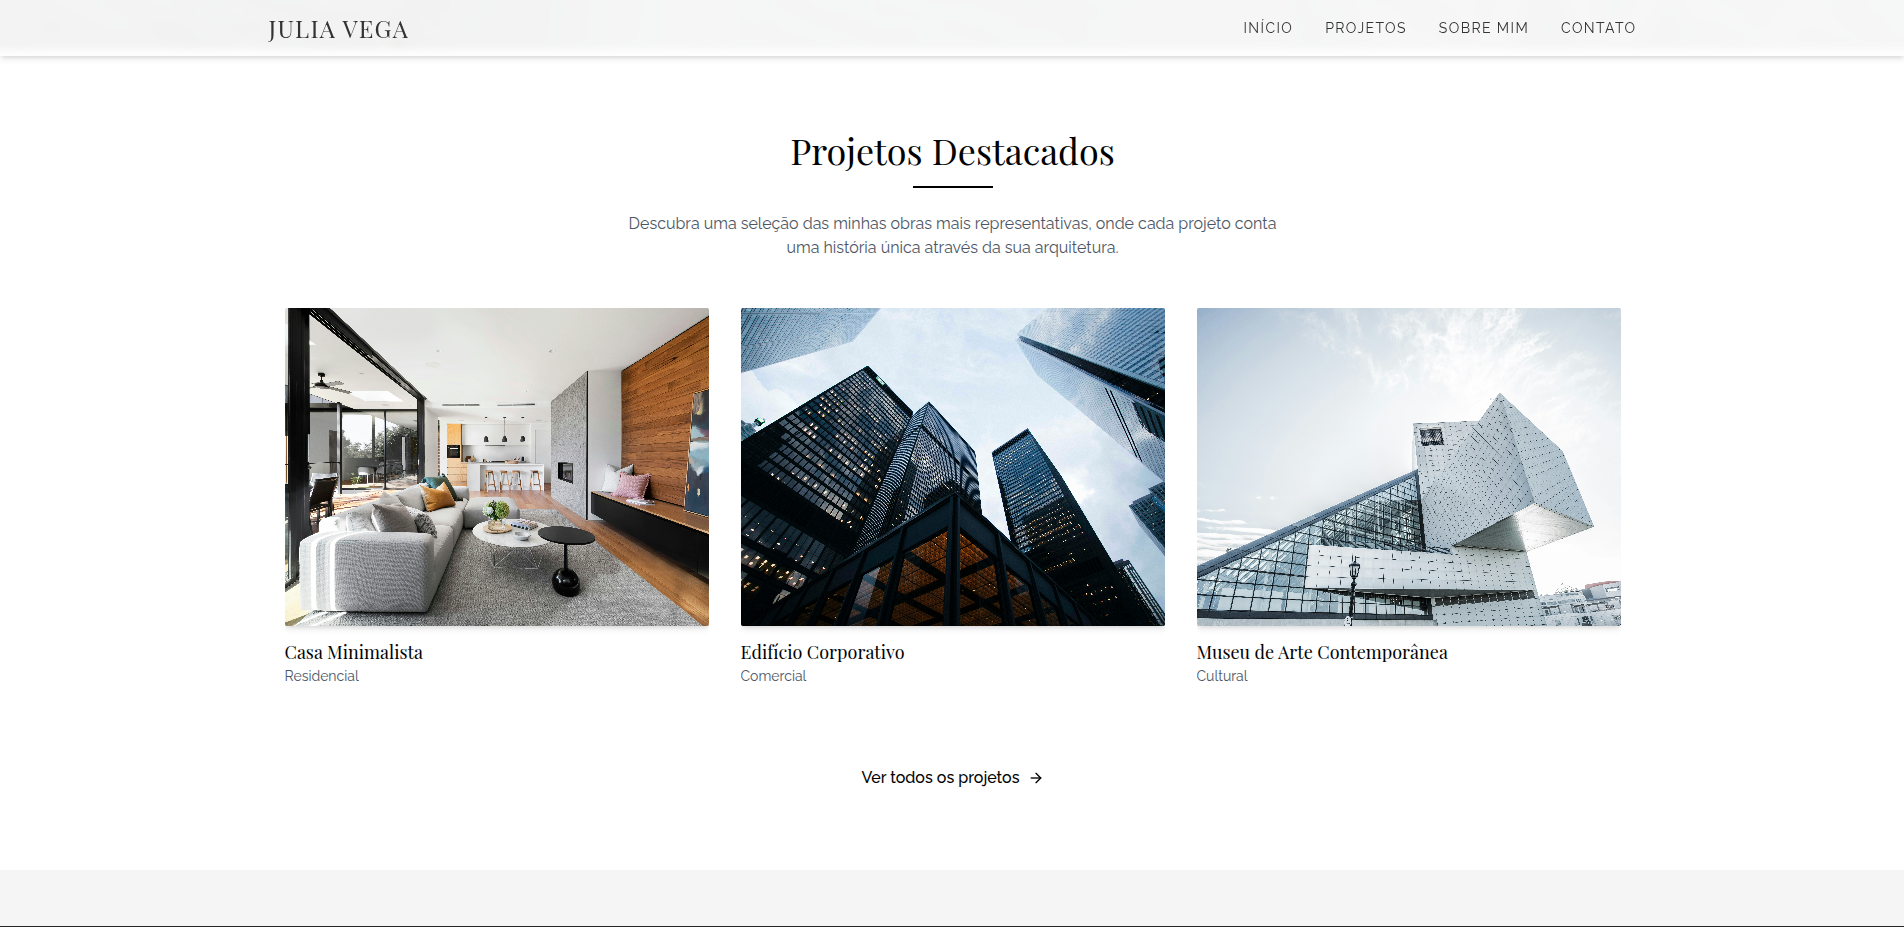 JULIA VEGA
INÍCIO PROJETOS SOBRE MIM CONTATO
Projetos Destacados
Descubra uma seleção das minhas obras mais representativas, onde cada projeto conta
uma história única através da sua arquitetura.
Casa Minimalista
Residencial
Edifício Corporativo
Comercial
Museu de Arte Contemporânea
Cultural
Ver todos os projetos →